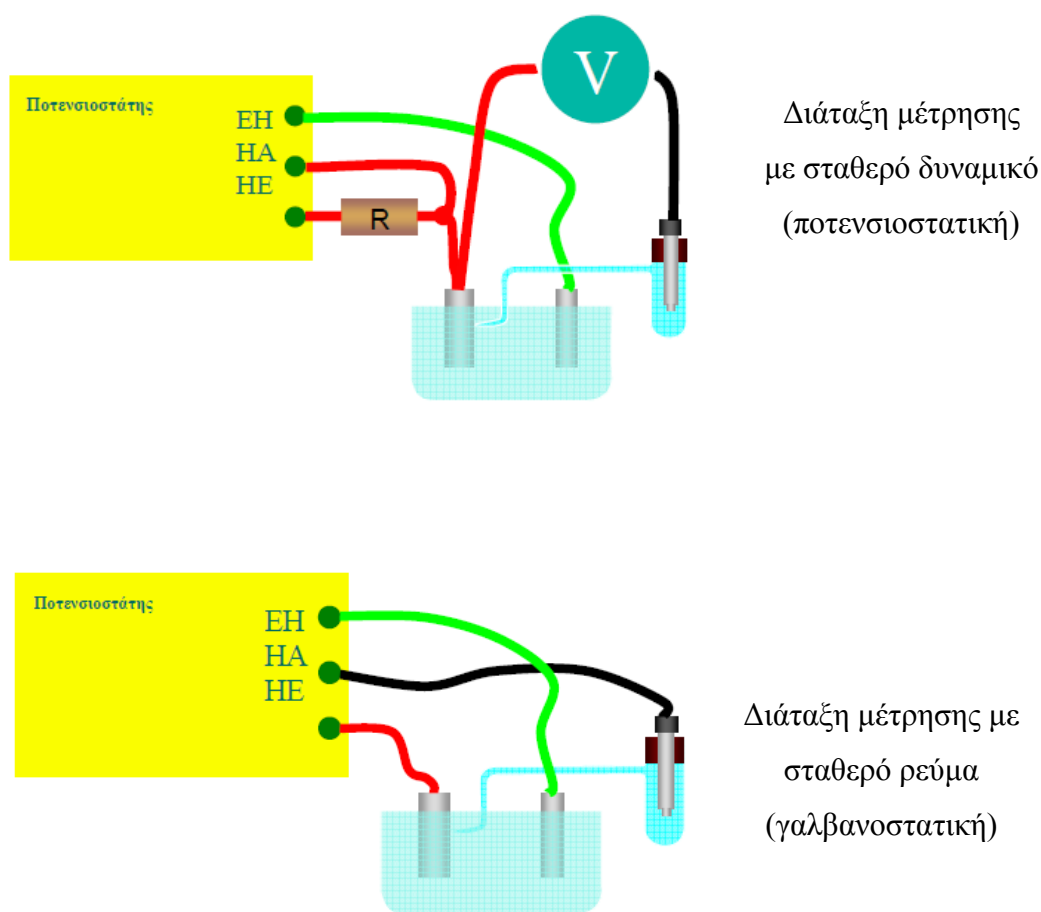 Ποτενσιοστάτης
ΕΗ
ΗΑ
ΗΕ
R
V
Διάταξη μέτρησης
με σταθερό δυναμικό
(ποτενσιοστατική)
Ποτενσιοστάτης
ΕΗ
ΗΑ
ΗΕ
Διάταξη μέτρησης με
σταθερό ρεύμα
(γαλβανοστατική)